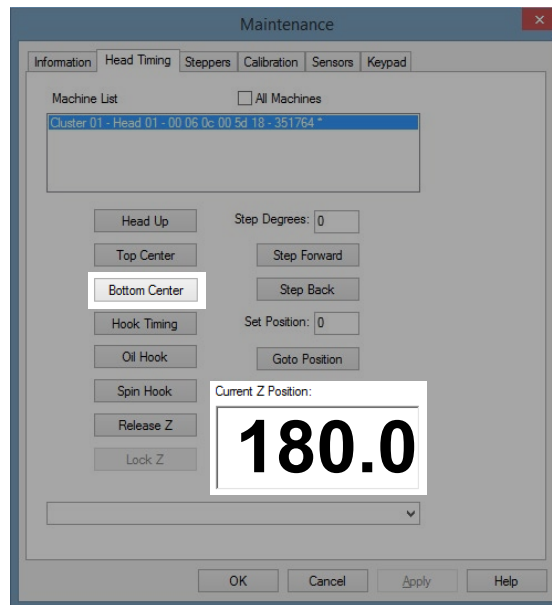 Maintenance
x
Information Head Timing Steppers Calibration Sensors Keypad
Machine List All Machines
Cluster 01 - Head 01 - 00 06 0c 00 5d 18 - 351764 *
Head Up Step Degrees: 0
Top Center Step Forward
Bottom Center Step Back
Hook Timing Set Position: 0
Oil Hook Goto Position
Spin Hook Current Z Position:
Release Z 180.0
Lock Z
OK Cancel Apply Help